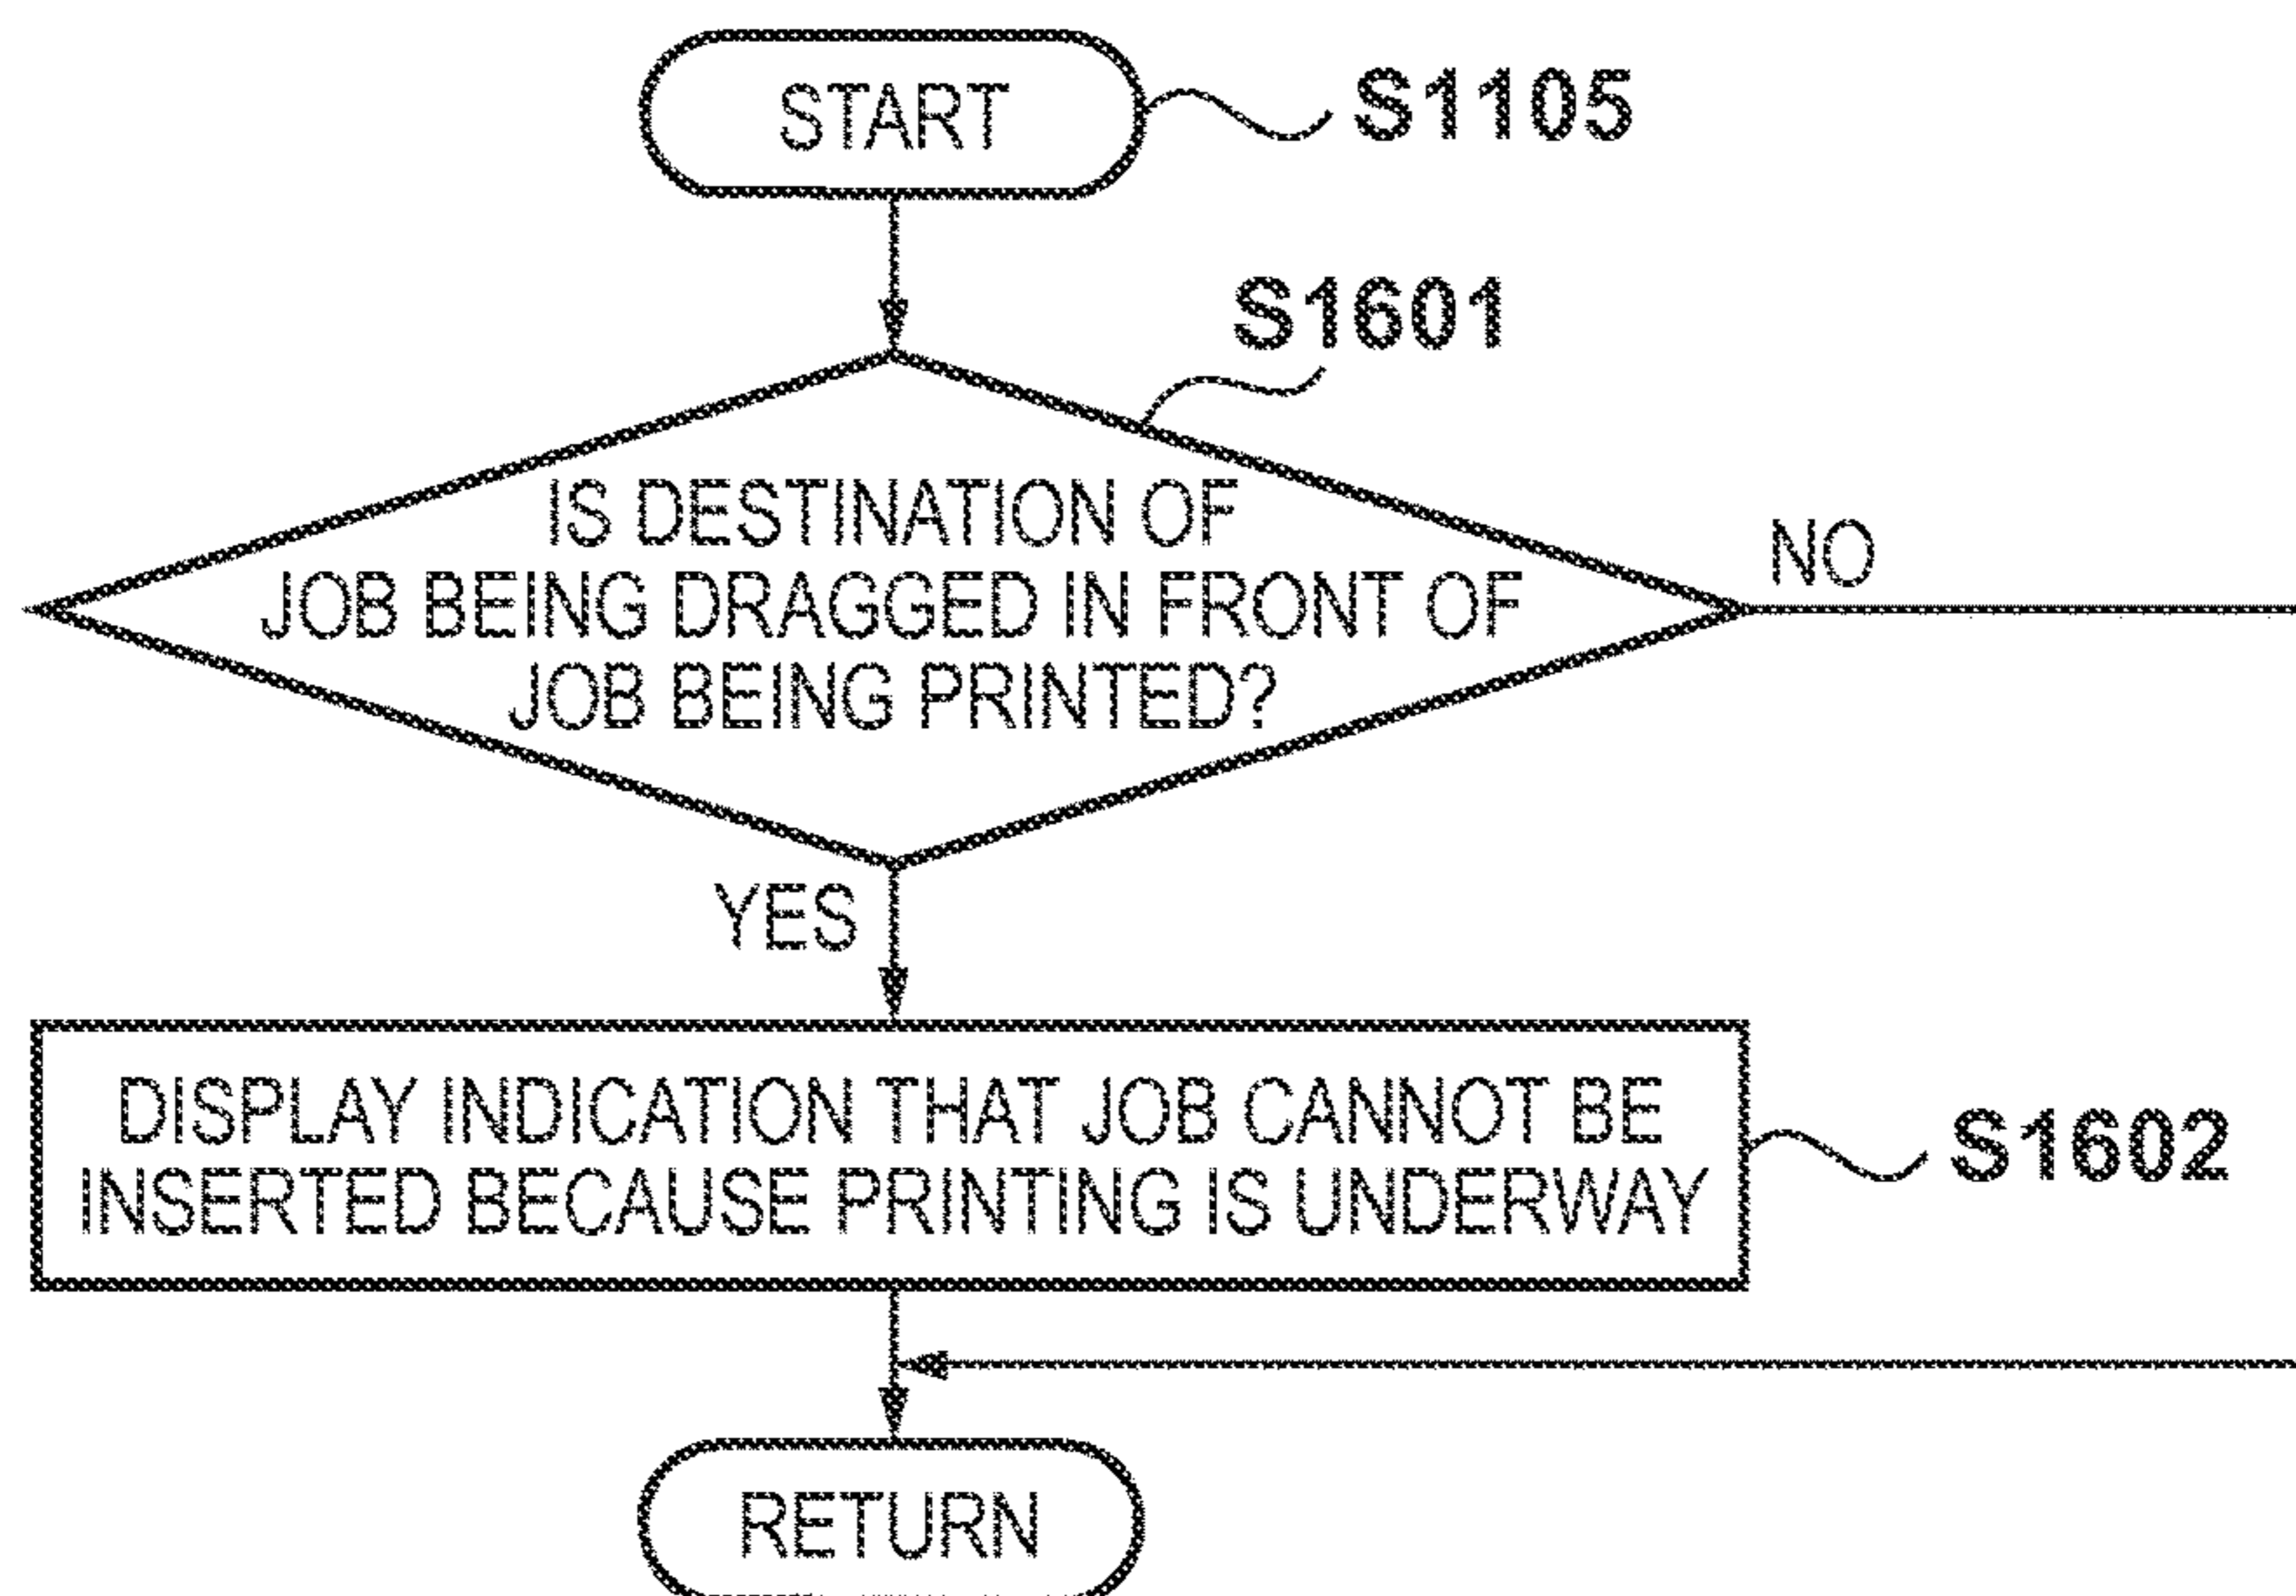 START
S1105
S1601
IS DESTINATION OF
JOB BEING DRAGGED IN FRONT OF
JOB BEING PRINTED?
NO
YES
DISPLAY INDICATION THAT JOB CANNOT BE
INSERTED BECAUSE PRINTING IS UNDERWAY
S1602
RETURN